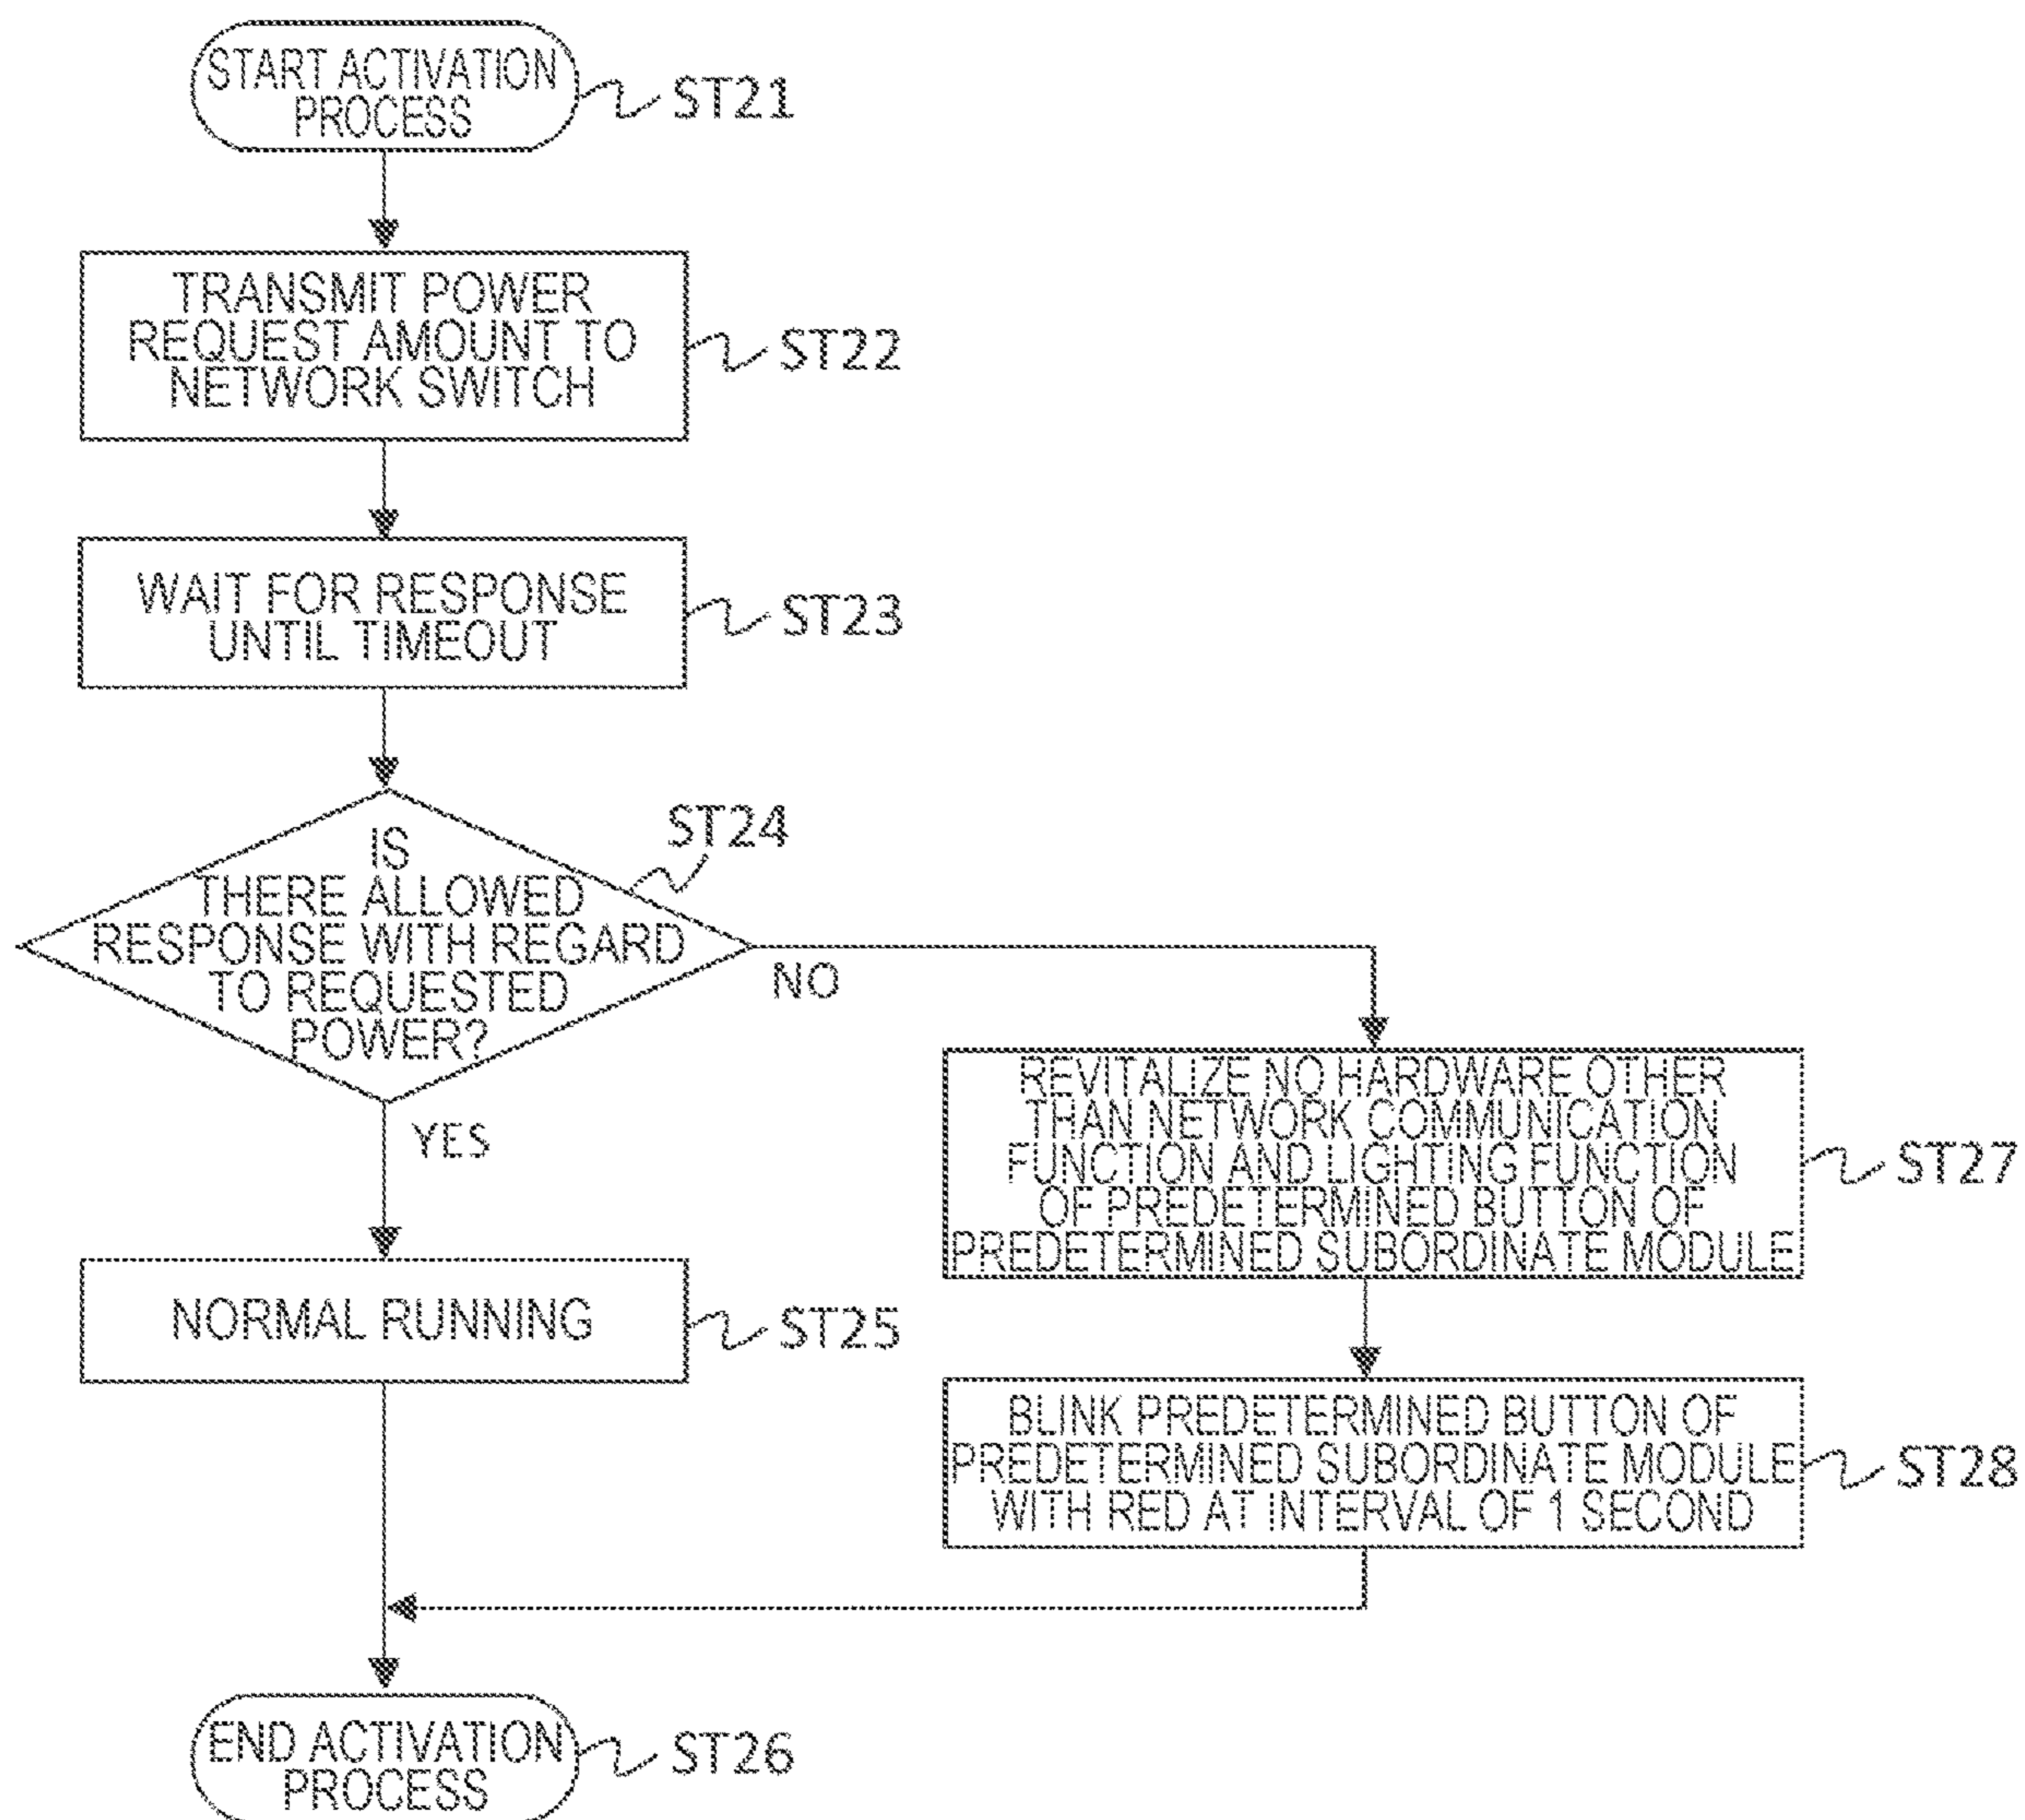 START ACTIVATION
PROCESS
ST21
TRANSMIT POWER
REQUEST AMOUNT TO
NETWORK SWITCH
ST22
WAIT FOR RESPONSE
UNTIL TIMEOUT
ST23
ST24
IS
THERE ALLOWED
RESPONSE WITH REGARD
TO REQUESTED
POWER?
NO
YES
REVITALIZE NO HARDWARE OTHER
THAN NETWORK COMMUNICATION
FUNCTION AND LIGHTING FUNCTION
OF PREDETERMINED BUTTON OF
PREDETERMINED SUBORDINATE MODULE
ST27
NORMAL RUNNING
ST25
BLINK PREDETERMINED BUTTON OF
PREDETERMINED SUBORDINATE MODULE
WITH RED AT INTERVAL OF 1 SECOND
ST28
END ACTIVATION
PROCESS
ST26